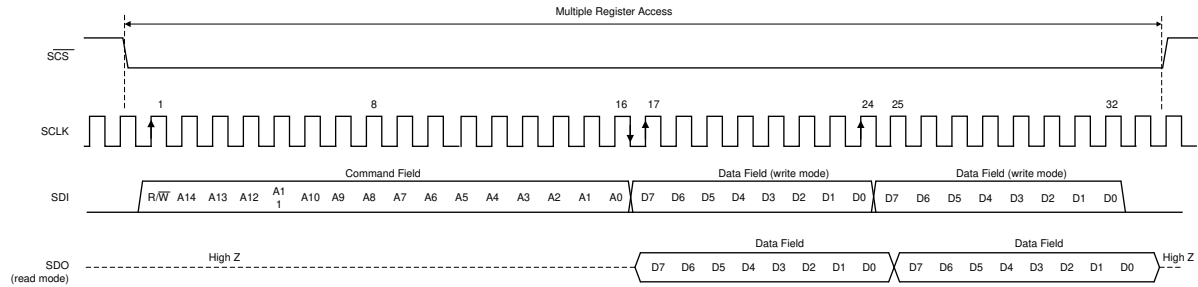 Multiple Register Access
SCS
1 8 16 17 24 25 32
SCLK
Command Field Data Field (write mode) Data Field (write mode)
SDI R/W A14 A13 A12 A1 A10 A9 A8 A7 A6 A5 A4 A3 A2 A1 A0 D7 D6 D5 D4 D3 D2 D1 D0 D7 D6 D5 D4 D3 D2 D1 D0
1
Data Field Data Field
High Z High Z
SDO D7 D6 D5 D4 D3 D2 D1 D0 D7 D6 D5 D4 D3 D2 D1 D0
(read mode)